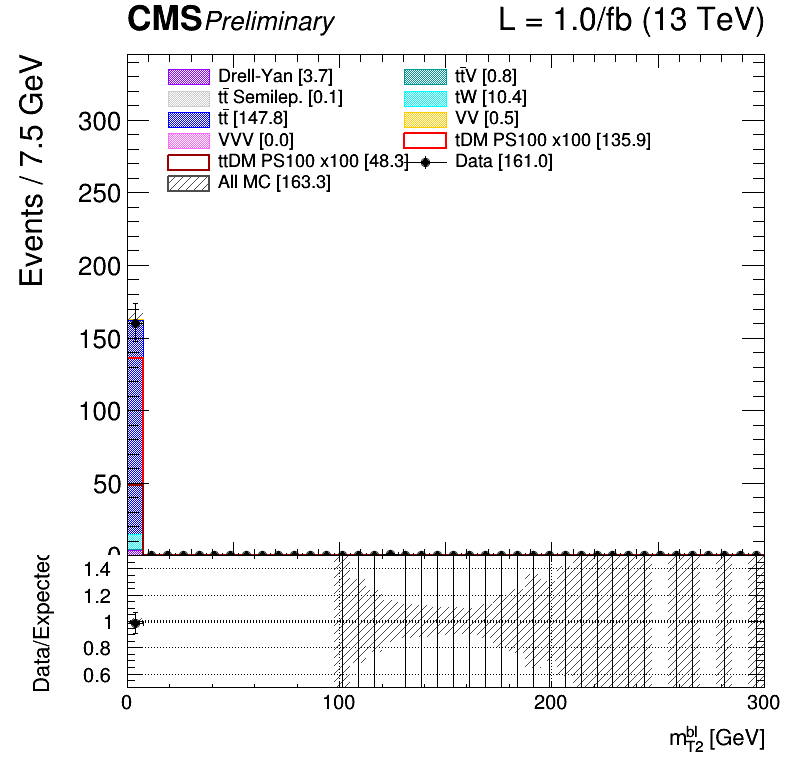 CMS Preliminary L = 1.0/fb (13 TeV)
Events / 7.5 GeV
Drell-Yan [3.7] tt̄V [0.8]
tt̄ Semilep. [0.1] tW [10.4]
tt̄ [147.8] VV [0.5]
VVV [0.0] tDM PS100 x100 [135.9]
ttDM PS100 x100 [48.3] Data [161.0]
All MC [163.3]
300
250
200
150
100
50
0
Data/Expected
1.4
1.2
1
0.8
0.6
0 100 200 300
m_T2^bl [GeV]